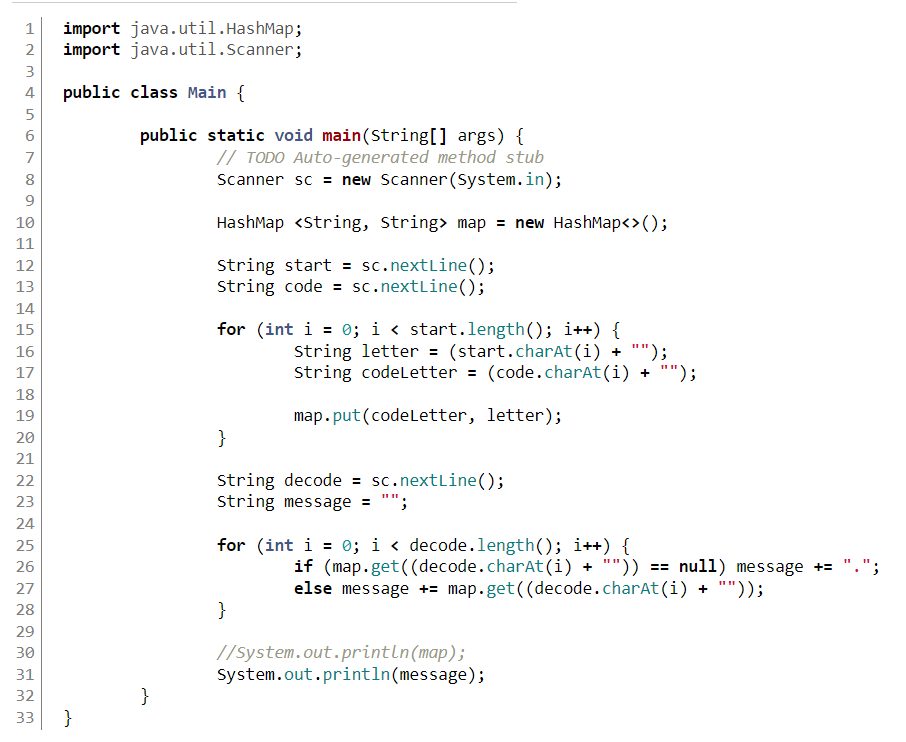 1 import java.util.HashMap;
2 import java.util.Scanner;
3
4 public class Main {
5
6 public static void main(String[] args) {
7 // TODO Auto-generated method stub
8 Scanner sc = new Scanner(System.in);
9
10 HashMap <String, String> map = new HashMap<>();
11
12 String start = sc.nextLine();
13 String code = sc.nextLine();
14
15 for (int i = 0; i < start.length(); i++) {
16 String letter = (start.charAt(i) + "");
17 String codeLetter = (code.charAt(i) + "");
18
19 map.put(codeLetter, letter);
20 }
21
22 String decode = sc.nextLine();
23 String message = "";
24
25 for (int i = 0; i < decode.length(); i++) {
26 if (map.get((decode.charAt(i) + "")) == null) message += ".";
27 else message += map.get((decode.charAt(i) + ""));
28 }
29
30 //System.out.println(map);
31 System.out.println(message);
32 }
33 }